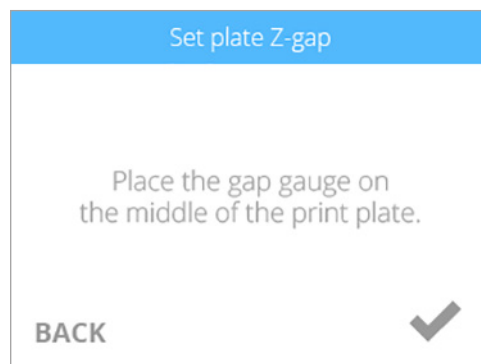 Set plate Z-gap
Place the gap gauge on
the middle of the print plate.
BACK